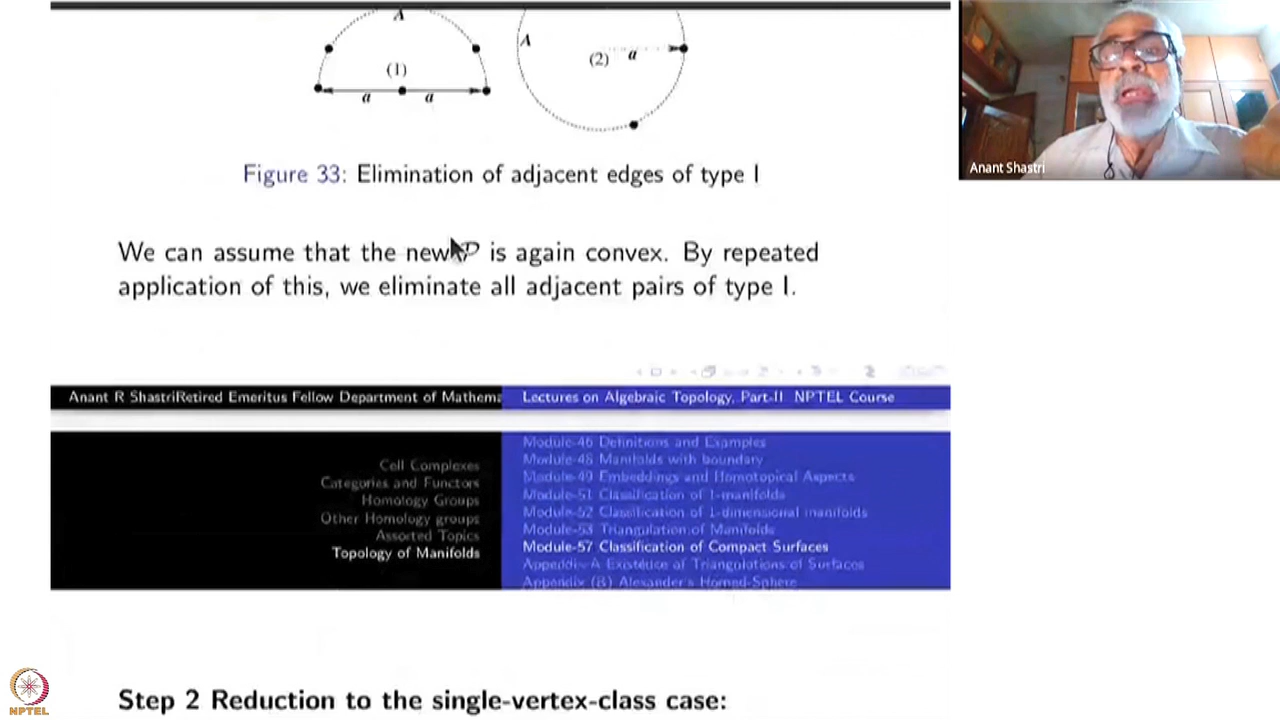 A
(1)
a
a
A
(2)
a
Anant Shastri
Figure 33: Elimination of adjacent edges of type I
We can assume that the new P is again convex. By repeated
application of this, we eliminate all adjacent pairs of type I.
Anant R ShastriRetired Emeritus Fellow Department of Mathema
Lectures on Algebraic Topology, Part-II NPTEL Course
Cell Complexes
Categories and Functors
Homology Groups
Other Homology groups
Assorted Topics
Topology of Manifolds
Module-46 Definitions and Examples
Module-48 Manifolds with boundary
Module-49 Embeddings and Homotopical Aspects
Module-51 Classification of 1-manifolds
Module-52 Classification of 1-dimensional manifolds
Module-53 Triangulation of Manifolds
Module-57 Classification of Compact Surfaces
Appendix-A Existence of Triangulations of Surfaces
Appendix (B) Alexander's Horned-Sphere
Step 2 Reduction to the single-vertex-class case:
NPTEL